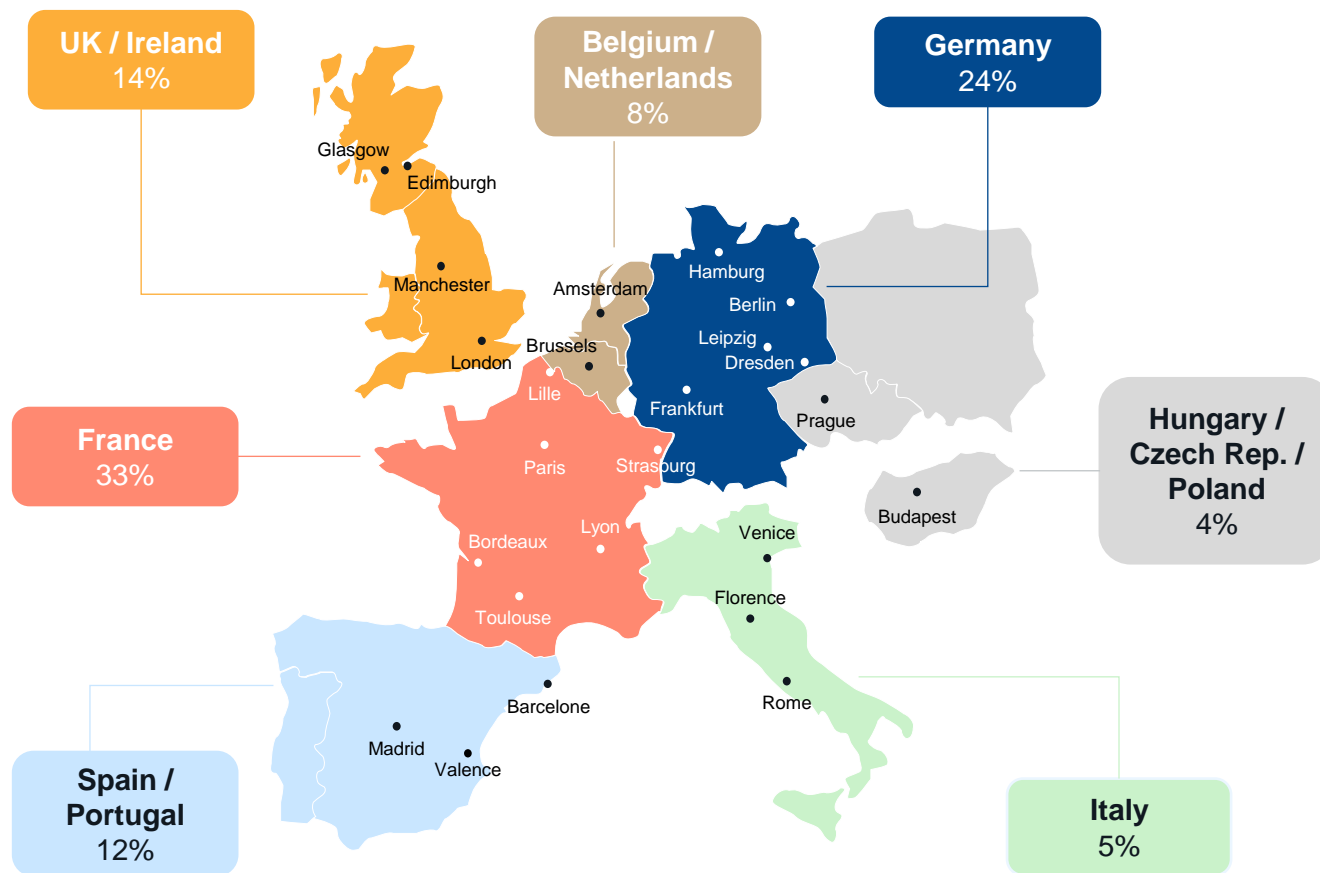 UK / Ireland
14%
Belgium /
Netherlands
8%
Germany
24%
Glasgow
Edimburgh
Manchester
London
Amsterdam
Brussels
Hamburg
Berlin
Leipzig
Dresden
Frankfurt
Prague
Lille
Paris
Strasburg
France
33%
Hungary /
Czech Rep. /
Poland
4%
Budapest
Lyon
Bordeaux
Toulouse
Venice
Florence
Rome
Barcelone
Madrid
Valence
Spain /
Portugal
12%
Italy
5%